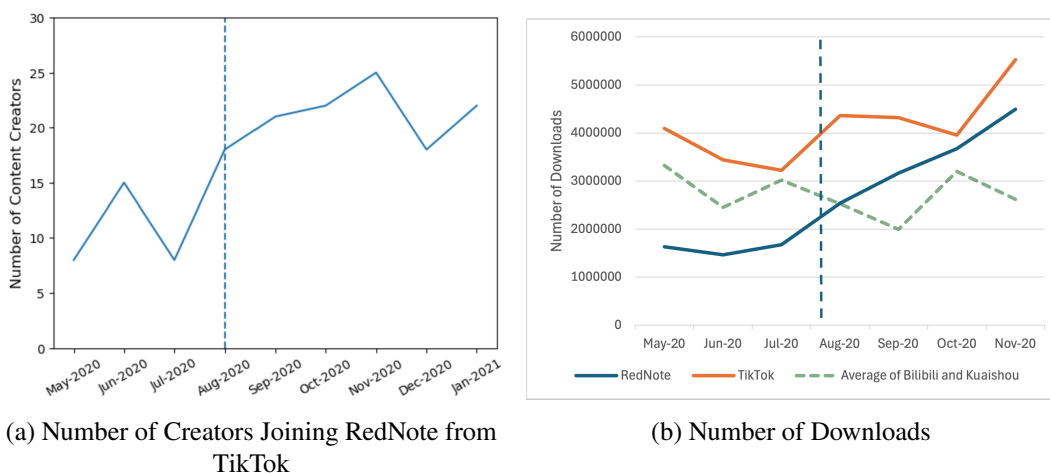 30
25
20
15
10
5
0
Number of Content Creators
May-2020
Jun-2020
Jul-2020
Aug-2020
Sep-2020
Oct-2020
Nov-2020
Dec-2020
Jan-2021
(a) Number of Creators Joining RedNote from
TikTok
6000000
5000000
4000000
3000000
2000000
1000000
0
Number of Downloads
May-20 Jun-20 Jul-20 Aug-20 Sep-20 Oct-20 Nov-20
RedNote TikTok Average of Bilibili and Kuaishou
(b) Number of Downloads